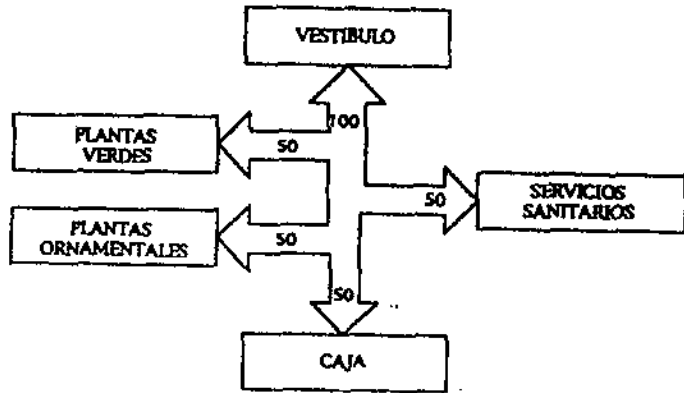 VESTIBULO
100
PLANTAS
VERDES
50
50
SERVICIOS
SANITARIOS
PLANTAS
ORNAMENTALES
50
50
CAJA